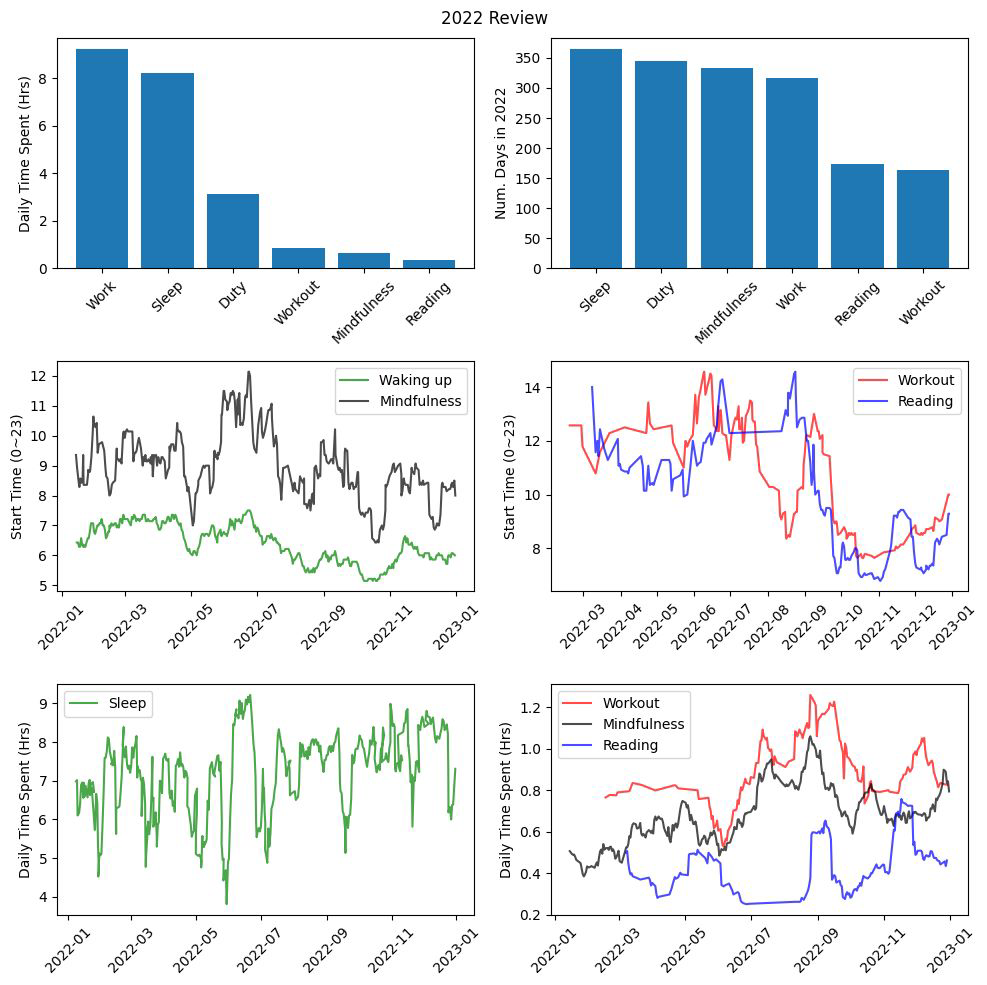 2022 Review
Daily Time Spent (Hrs)
8
6
4
2
0
Work
Sleep
Duty
Workout
Mindfulness
Reading
Num. Days in 2022
350
300
250
200
150
100
50
0
Sleep
Duty
Mindfulness
Work
Reading
Workout
Start Time (0~23)
12
11
10
9
8
7
6
5
Waking up
Mindfulness
2022-01
2022-03
2022-05
2022-07
2022-09
2022-11
2023-01
Start Time (0~23)
14
12
10
8
Workout
Reading
2022-03
2022-04
2022-05
2022-06
2022-07
2022-08
2022-09
2022-10
2022-11
2022-12
2023-01
Daily Time Spent (Hrs)
9
8
7
6
5
4
Sleep
2022-01
2022-03
2022-05
2022-07
2022-09
2022-11
2023-01
Daily Time Spent (Hrs)
1.2
1.0
0.8
0.6
0.4
0.2
Workout
Mindfulness
Reading
2022-01
2022-03
2022-05
2022-07
2022-09
2022-11
2023-01